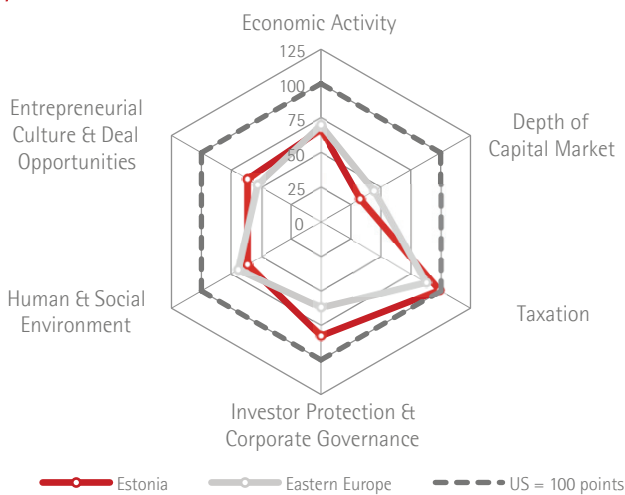 Economic Activity
125
100
75
50
25
0
Depth of
Capital Market
Taxation
Investor Protection &
Corporate Governance
Human & Social
Environment
Entrepreneurial
Culture & Deal
Opportunities
Estonia
Eastern Europe
US = 100 points